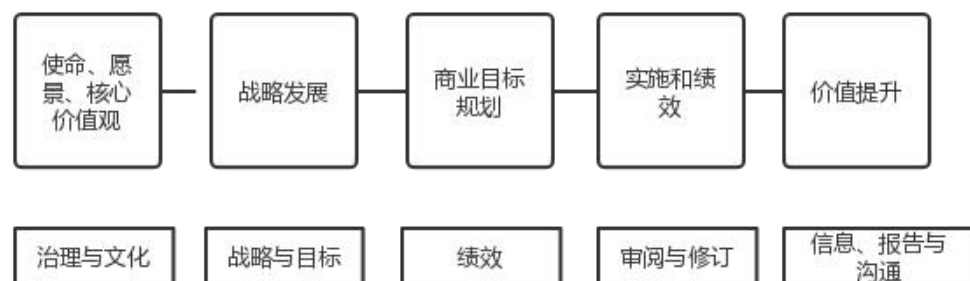 使命、愿
景、核心
价值观
战略发展
商业目标
规划
实施和绩
效
价值提升
治理与文化
战略与目标
绩效
审阅与修订
信息、报告与
沟通